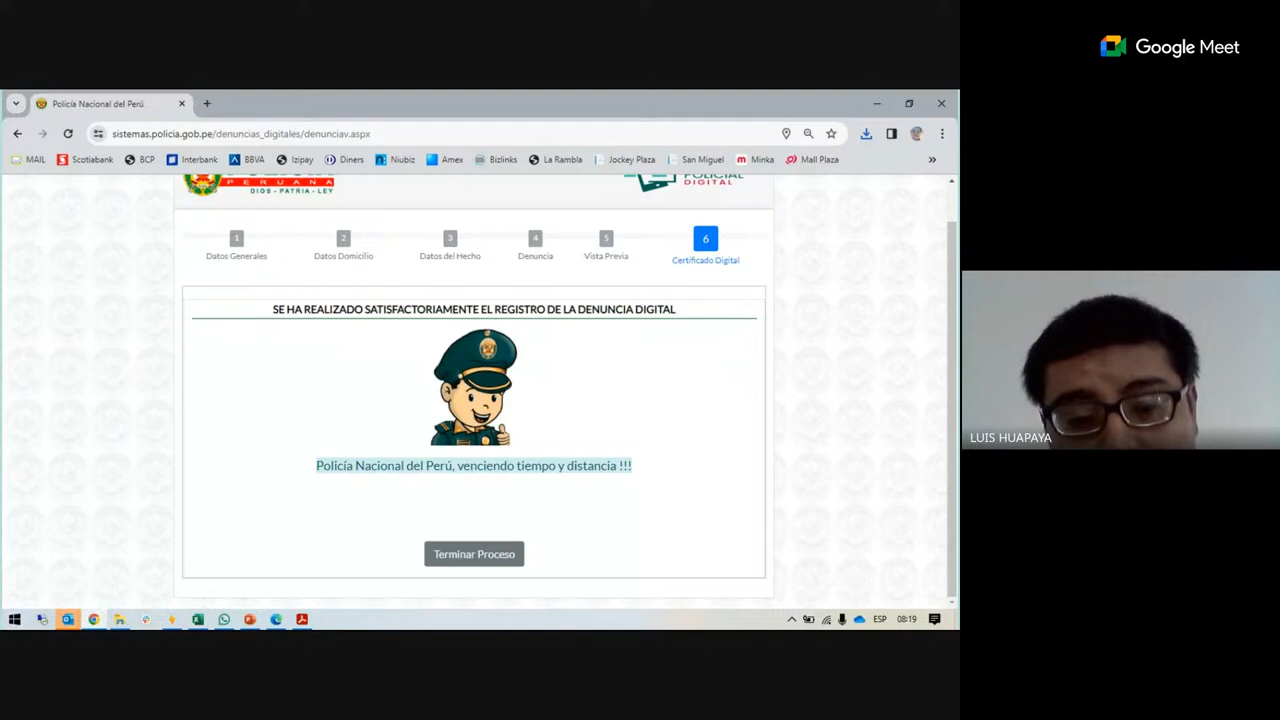 Google Meet
Policía Nacional del Perú
sistemas.policia.gob.pe/denuncias_digitales/denunciav.aspx
MAIL Scotiabank BCP Interbank BBVA Izipay Diners Niubiz Amex Bizlinks La Rambla Jockey Plaza San Miguel Minka Mall Plaza
PERUANA
DIOS - PATRIA - LEY
POLICIAL
DIGITAL
1 2 3 4 5 6
Datos Generales Datos Domicilio Datos del Hecho Denuncia Vista Previa Certificado Digital
SE HA REALIZADO SATISFACTORIAMENTE EL REGISTRO DE LA DENUNCIA DIGITAL
Policía Nacional del Perú, venciendo tiempo y distancia !!!
Terminar Proceso
LUIS HUAPAYA
ESP 08:19